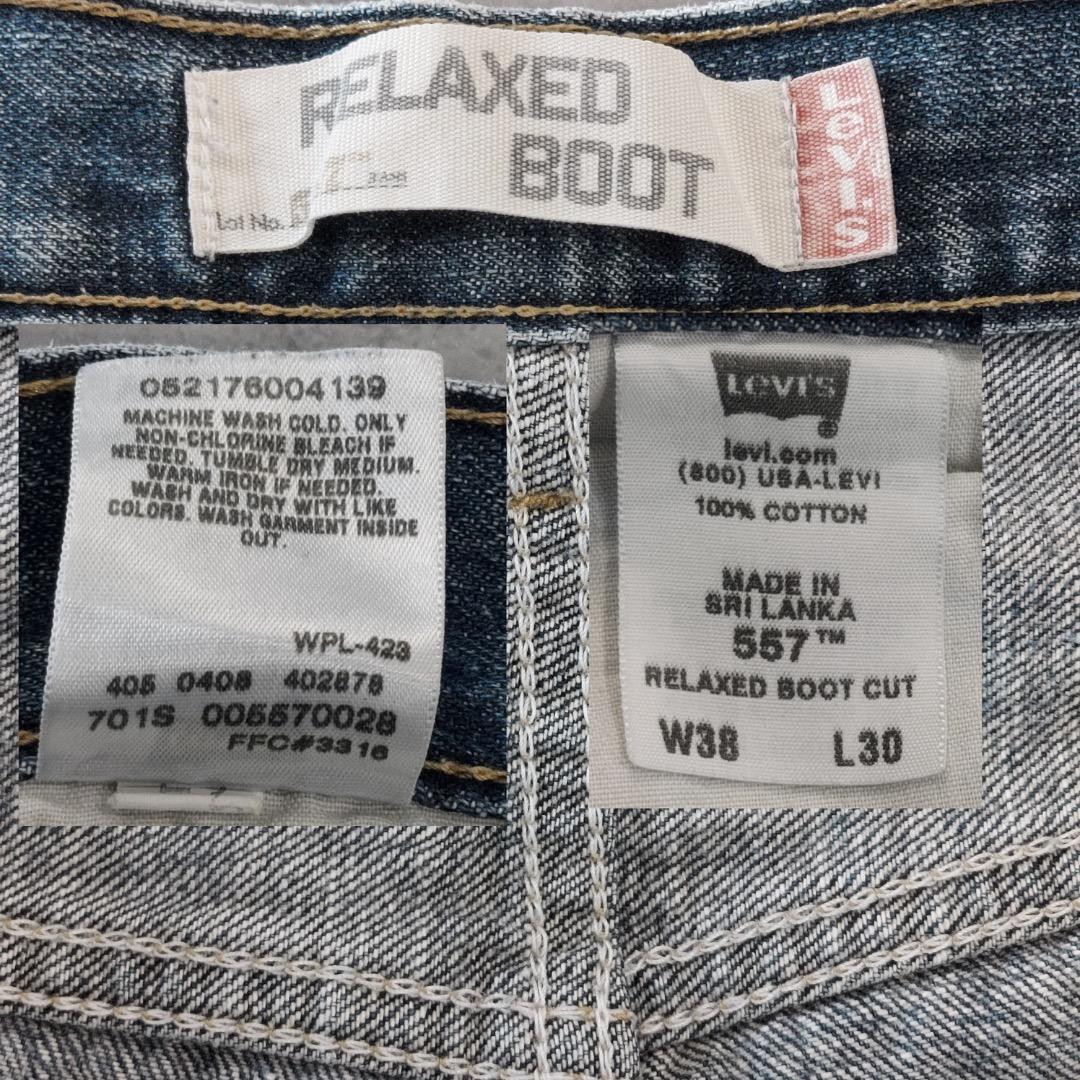 RELAXED
BOOT
Lot No.
Levi's
052176004139
MACHINE WASH COLD. ONLY
NON-CHLORINE BLEACH IF
NEEDED. TUMBLE DRY MEDIUM.
WARM IRON IF NEEDED.
WASH AND DRY WITH LIKE
COLORS. WASH GARMENT INSIDE
OUT.
WPL-423
405 0408 402878
701S 005570028
FFC#3316
LEVI'S
®
levi.com
(800) USA-LEVI
100% COTTON
MADE IN
SRI LANKA
557™
RELAXED BOOT CUT
W38 L30